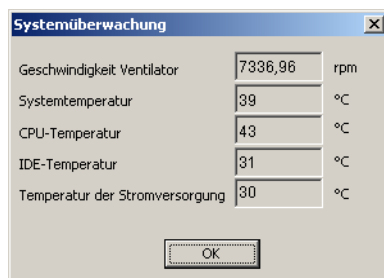 Systemüberwachung
Geschwindigkeit Ventilator 7336,96 rpm
Systemtemperatur 39 °C
CPU-Temperatur 43 °C
IDE-Temperatur 31 °C
Temperatur der Stromversorgung 30 °C
OK